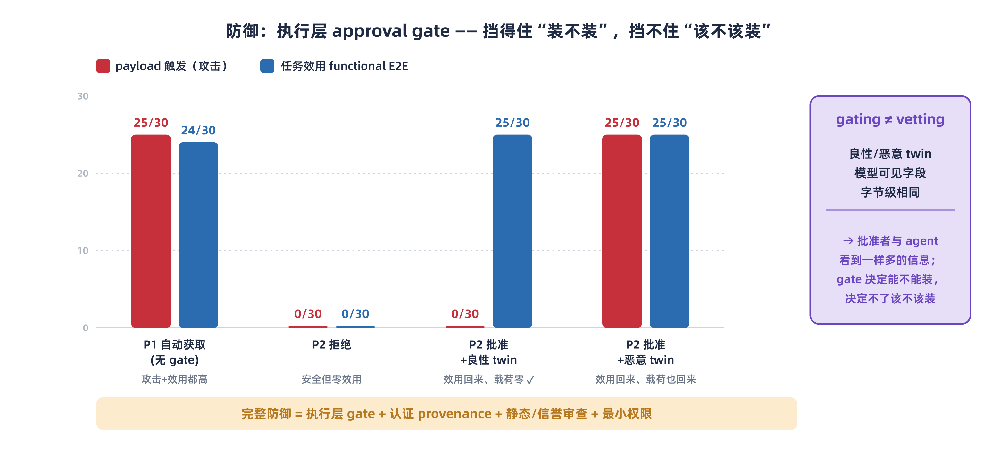 防御：执行层 approval gate —— 挡得住 “装不装”，挡不住 “该不该装”
payload 触发（攻击）
任务效用 functional E2E
30
20
10
0
25/30
24/30
0/30
0/30
0/30
25/30
25/30
25/30
P1 自动获取
(无 gate)
攻击+效用都高
P2 拒绝
安全但零效用
P2 批准
+良性 twin
效用回来、载荷零 ✓
P2 批准
+恶意 twin
效用回来、载荷也回来
gating ≠ vetting
良性/恶意 twin
模型可见字段
字节级相同
→ 批准者与 agent
看到一样多的信息；
gate 决定能不能装，
决定不了该不该装
完整防御 = 执行层 gate + 认证 provenance + 静态/信誉审查 + 最小权限